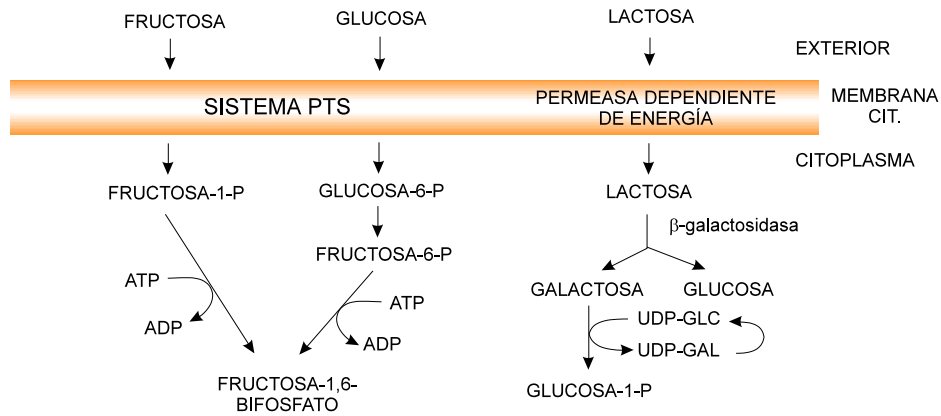 FRUCTOSA
GLUCOSA
LACTOSA
EXTERIOR
SISTEMA PTS
PERMEASA DEPENDIENTE
DE ENERGÍA
MEMBRANA
CIT.
CITOPLASMA
FRUCTOSA-1-P
GLUCOSA-6-P
LACTOSA
β-galactosidasa
FRUCTOSA-6-P
ATP
ADP
ATP
ADP
GALACTOSA
GLUCOSA
UDP-GLC
UDP-GAL
FRUCTOSA-1,6-
BIFOSFATO
GLUCOSA-1-P